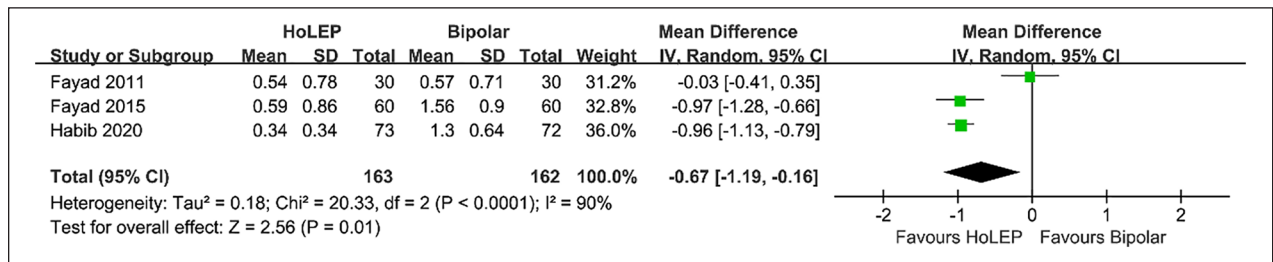 HoLEP Bipolar Mean Difference Mean Difference
Study or Subgroup Mean SD Total Mean SD Total Weight IV, Random, 95% CI IV, Random, 95% CI
Fayad 2011 0.54 0.78 30 0.57 0.71 30 31.2% -0.03 [-0.41, 0.35]
Fayad 2015 0.59 0.86 60 1.56 0.9 60 32.8% -0.97 [-1.28, -0.66]
Habib 2020 0.34 0.34 73 1.3 0.64 72 36.0% -0.96 [-1.13, -0.79]
Total (95% CI) 163 162 100.0% -0.67 [-1.19, -0.16]
Heterogeneity: Tau² = 0.18; Chi² = 20.33, df = 2 (P < 0.0001); I² = 90%
Test for overall effect: Z = 2.56 (P = 0.01)
-2 -1 0 1 2
Favours HoLEP Favours Bipolar